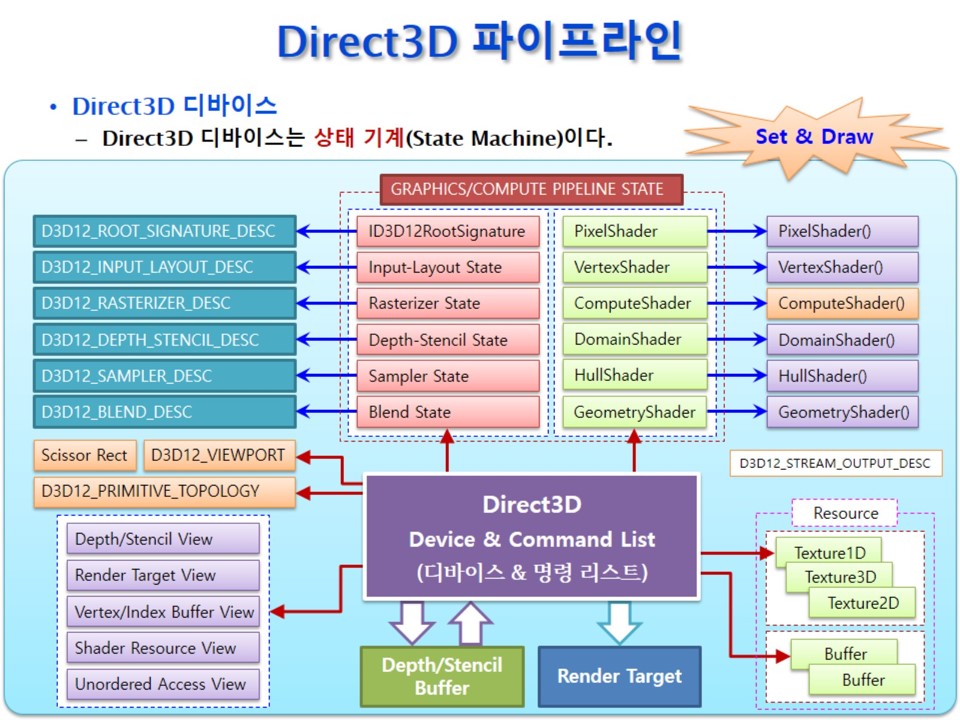 Direct3D 파이프라인
• Direct3D 디바이스
– Direct3D 디바이스는 상태 기계(State Machine)이다.
Set & Draw
GRAPHICS/COMPUTE PIPELINE STATE
D3D12_ROOT_SIGNATURE_DESC
ID3D12RootSignature
PixelShader
PixelShader()
D3D12_INPUT_LAYOUT_DESC
Input-Layout State
VertexShader
VertexShader()
D3D12_RASTERIZER_DESC
Rasterizer State
ComputeShader
ComputeShader()
D3D12_DEPTH_STENCIL_DESC
Depth-Stencil State
DomainShader
DomainShader()
D3D12_SAMPLER_DESC
Sampler State
HullShader
HullShader()
D3D12_BLEND_DESC
Blend State
GeometryShader
GeometryShader()
Scissor Rect
D3D12_VIEWPORT
D3D12_PRIMITIVE_TOPOLOGY
D3D12_STREAM_OUTPUT_DESC
Direct3D
Device & Command List
(디바이스 & 명령 리스트)
Depth/Stencil View
Render Target View
Vertex/Index Buffer View
Shader Resource View
Unordered Access View
Depth/Stencil
Buffer
Render Target
Resource
Texture1D
Texture3D
Texture2D
Buffer
Buffer